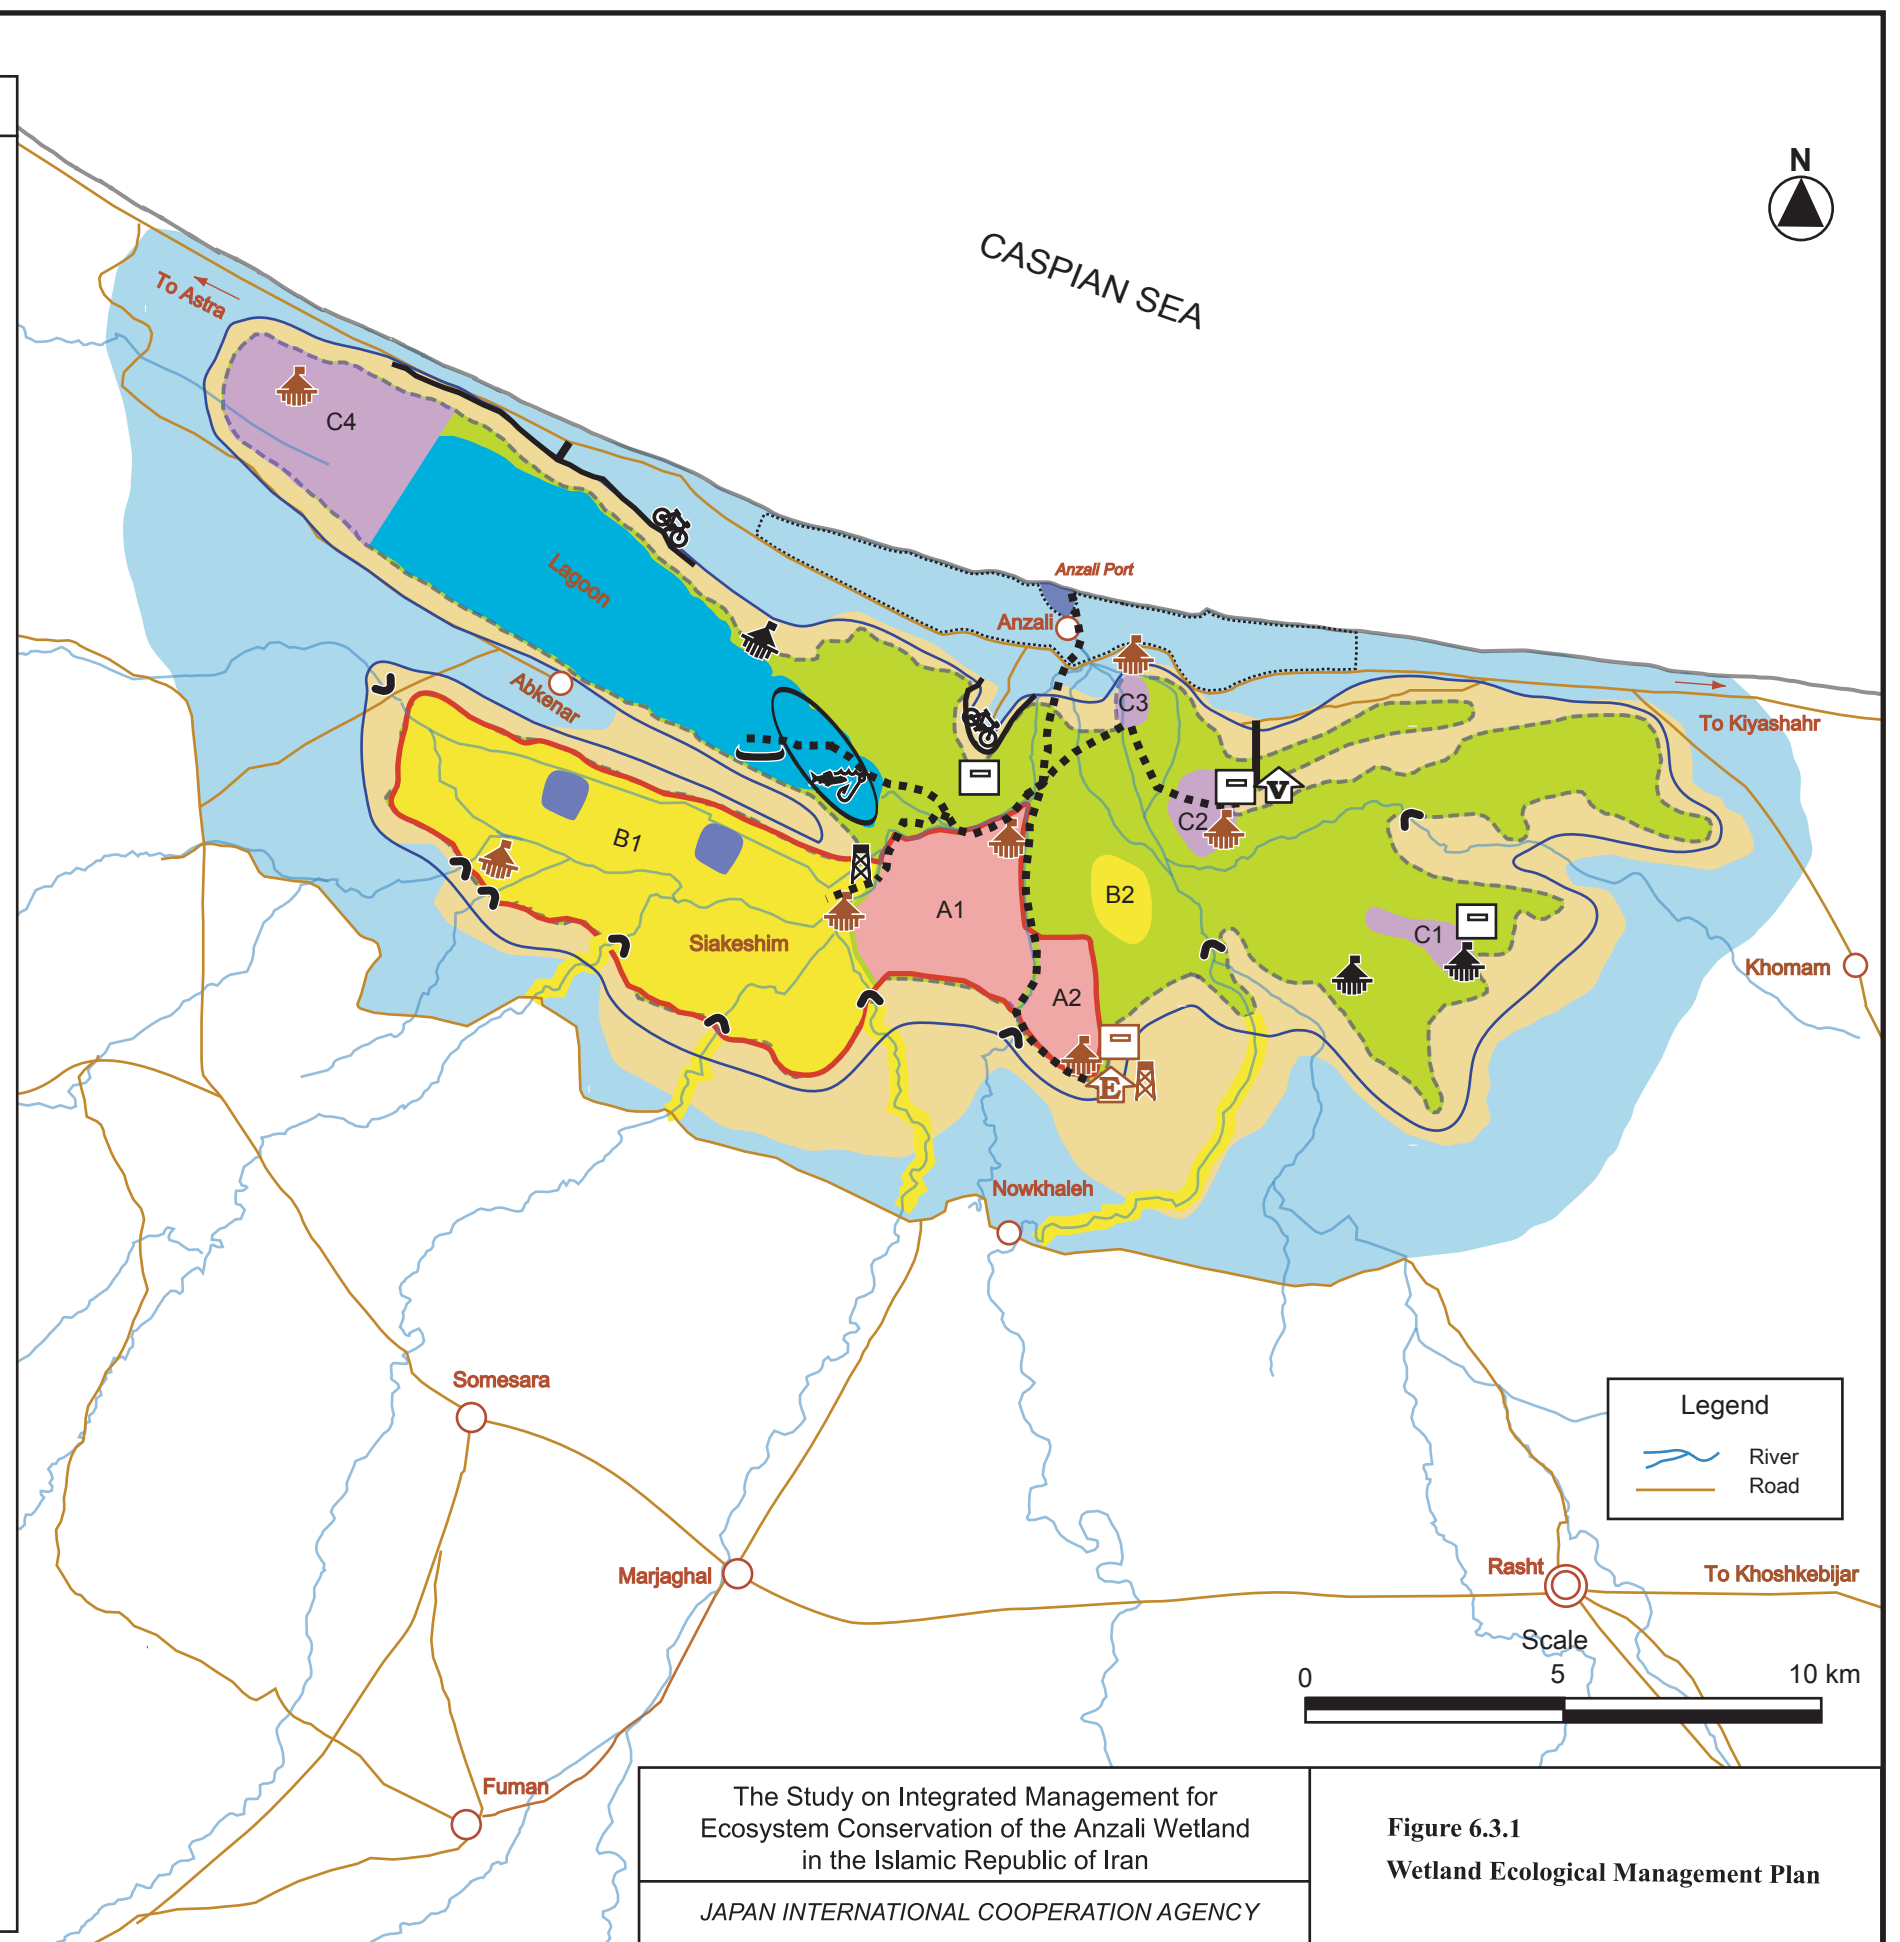 N
CASPIAN SEA
To Astra
C4
Lagoon
Anzali Port
Anzali
Abkenar
C3
To Kiyashahr
V
C2
B1
B2
A1
C1
Siakeshim
Khomam
A2
E
Nowkhaleh
Somesara
Legend
River
Road
Marjaghal
Rasht
To Khoshkebijar
Scale
0 5 10 km
Fuman
The Study on Integrated Management for
Ecosystem Conservation of the Anzali Wetland
in the Islamic Republic of Iran
JAPAN INTERNATIONAL COOPERATION AGENCY
Figure 6.3.1
Wetland Ecological Management Plan